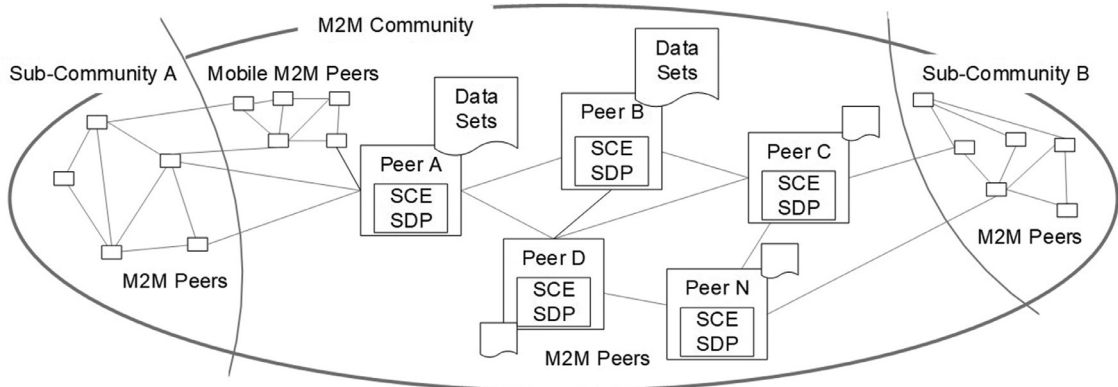 M2M Community
Sub-Community A
Mobile M2M Peers
Data
Sets
Data
Sets
Sub-Community B
Peer A
SCE
SDP
Peer B
SCE
SDP
Peer C
SCE
SDP
M2M Peers
M2M Peers
Peer D
SCE
SDP
Peer N
SCE
SDP
M2M Peers